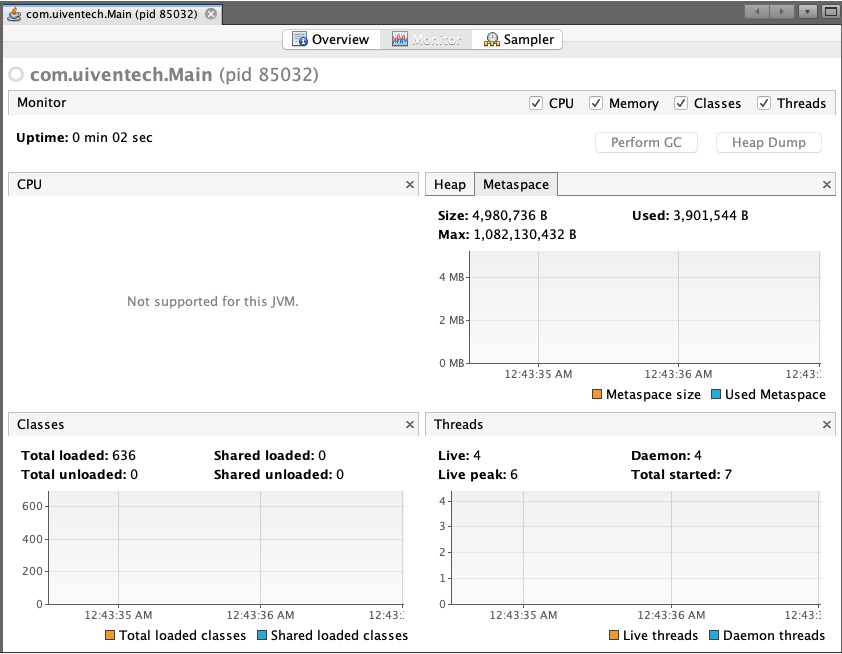 com.uiventech.Main (pid 85032)
Overview Monitor Sampler
com.uiventech.Main (pid 85032)
Monitor CPU Memory Classes Threads
Uptime: 0 min 02 sec
Perform GC Heap Dump
CPU
Not supported for this JVM.
Heap Metaspace
Size: 4,980,736 B Used: 3,901,544 B
Max: 1,082,130,432 B
4 MB
2 MB
0 MB
12:43:35 AM 12:43:36 AM 12:43:
Metaspace size Used Metaspace
Classes
Total loaded: 636 Shared loaded: 0
Total unloaded: 0 Shared unloaded: 0
600
400
200
0
12:43:35 AM 12:43:36 AM 12:43:
Total loaded classes Shared loaded classes
Threads
Live: 4 Daemon: 4
Live peak: 6 Total started: 7
4
3
2
1
0
12:43:35 AM 12:43:36 AM 12:43:
Live threads Daemon threads